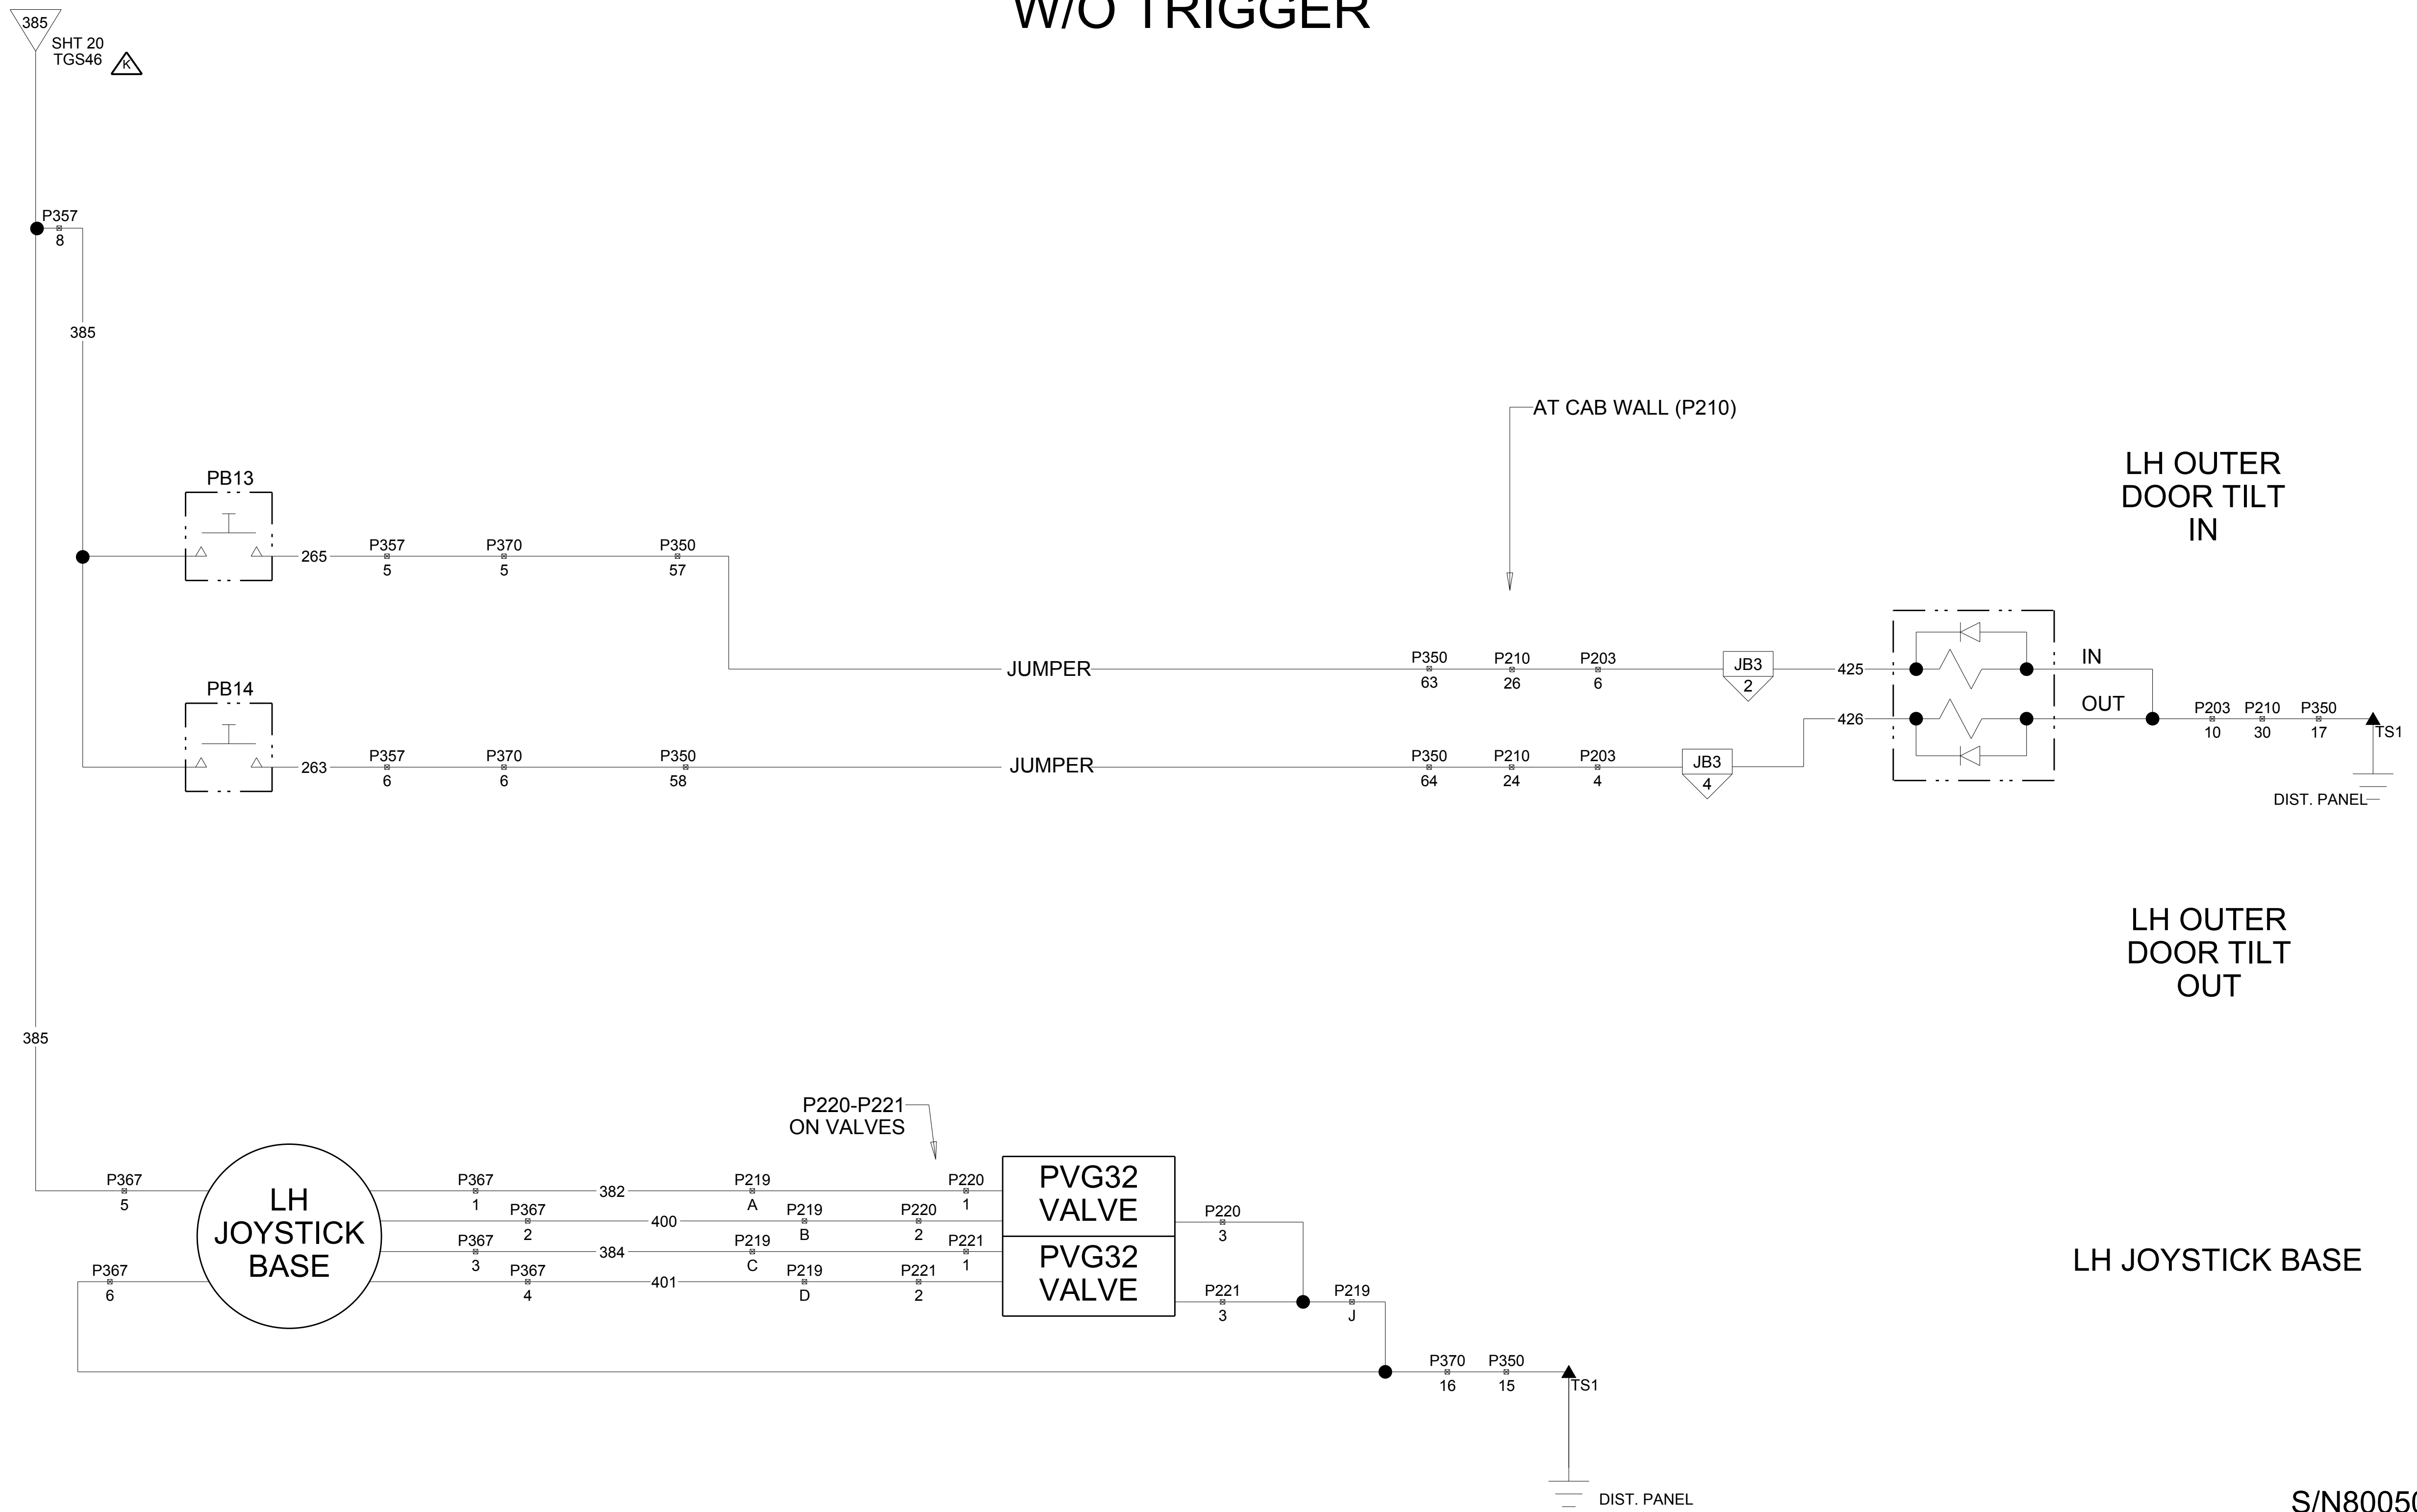 W/O TRIGGER
385
SHT 20
TGS46
K
P357
8
385
AT CAB WALL (P210)
LH OUTER
DOOR TILT
IN
PB13
265
P357
5
P370
5
P350
57
JUMPER
P350
63
P210
26
P203
6
JB3
2
425
IN
PB14
263
P357
6
P370
6
P350
58
JUMPER
P350
64
P210
24
P203
4
JB3
4
426
OUT
P203
10
P210
30
P350
17
TS1
DIST. PANEL
LH OUTER
DOOR TILT
OUT
385
P220-P221
ON VALVES
P367
5
P367
6
LH
JOYSTICK
BASE
P367
1
382
P219
A
P220
1
P367
2
400
P219
B
P220
2
P367
3
384
P219
C
P221
1
P367
4
401
P219
D
P221
2
PVG32
VALVE
PVG32
VALVE
P220
3
P221
3
P219
J
LH JOYSTICK BASE
P370
16
P350
15
TS1
DIST. PANEL
S/N80050